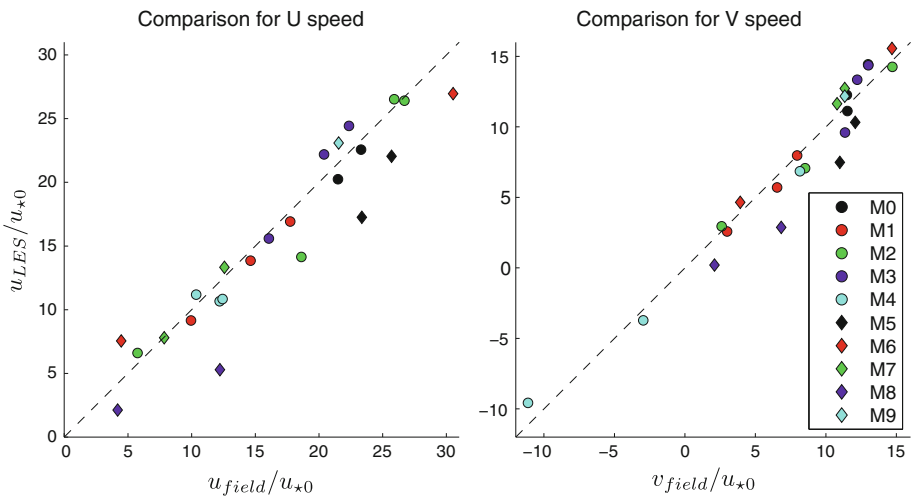 Comparison for U speed
30
25
20
15
10
5
0
0 5 10 15 20 25 30
u_{LES}/u_{⋆0}
u_{field}/u_{⋆0}
Comparison for V speed
15
10
5
0
−5
−10
−10 −5 0 5 10 15
v_{field}/u_{⋆0}
M0
M1
M2
M3
M4
M5
M6
M7
M8
M9